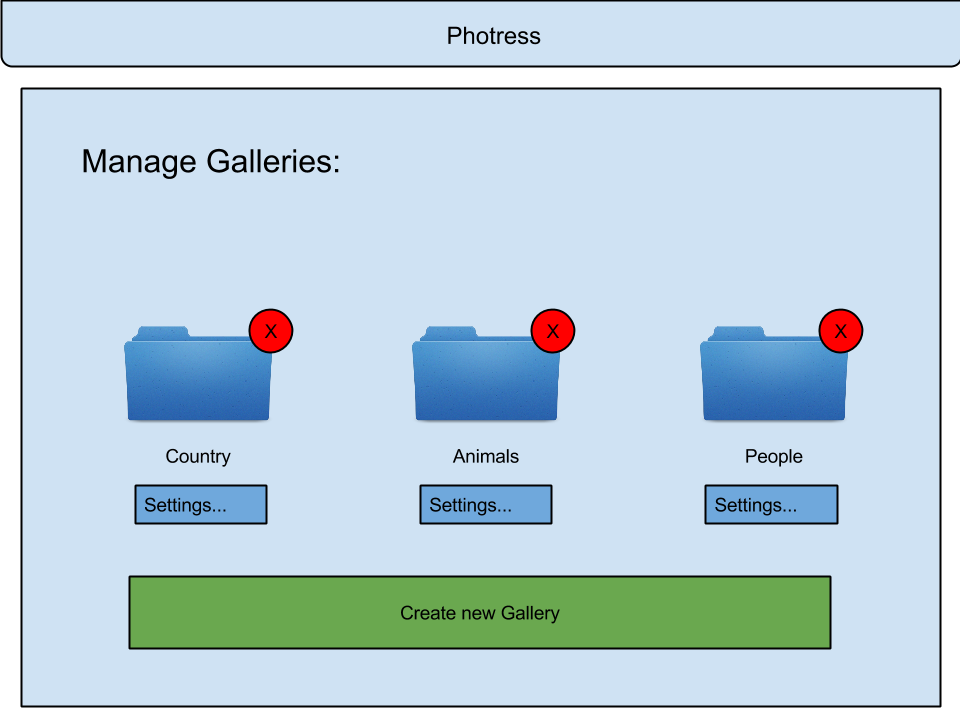 Photress
Manage Galleries:
X X X
Country Animals People
Settings... Settings... Settings...
Create new Gallery